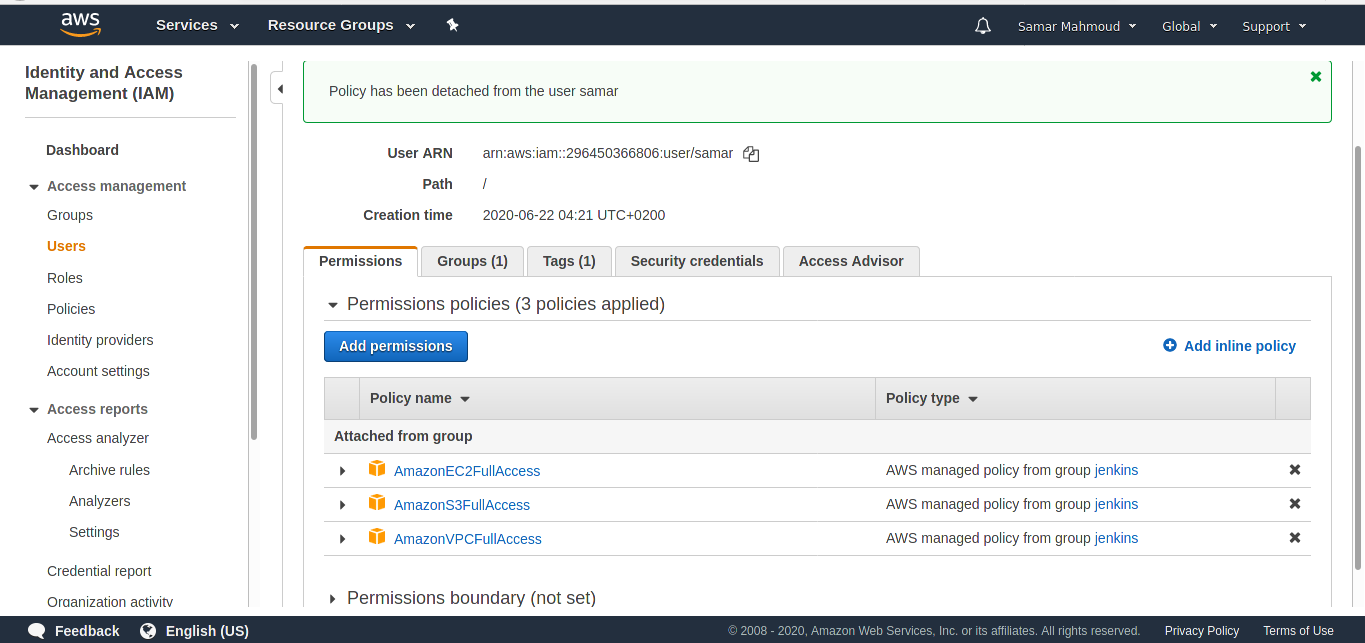 aws Services Resource Groups Samar Mahmoud Global Support
Identity and Access
Management (IAM)
Dashboard
Access management
Groups
Users
Roles
Policies
Identity providers
Account settings
Access reports
Access analyzer
Archive rules
Analyzers
Settings
Credential report
Organization activity
Policy has been detached from the user samar
User ARN arn:aws:iam::296450366806:user/samar
Path /
Creation time 2020-06-22 04:21 UTC+0200
Permissions Groups (1) Tags (1) Security credentials Access Advisor
Permissions policies (3 policies applied)
Add permissions Add inline policy
Policy name Policy type
Attached from group
AmazonEC2FullAccess AWS managed policy from group jenkins
AmazonS3FullAccess AWS managed policy from group jenkins
AmazonVPCFullAccess AWS managed policy from group jenkins
Permissions boundary (not set)
Feedback English (US) © 2008 - 2020, Amazon Web Services, Inc. or its affiliates. All rights reserved. Privacy Policy Terms of Use